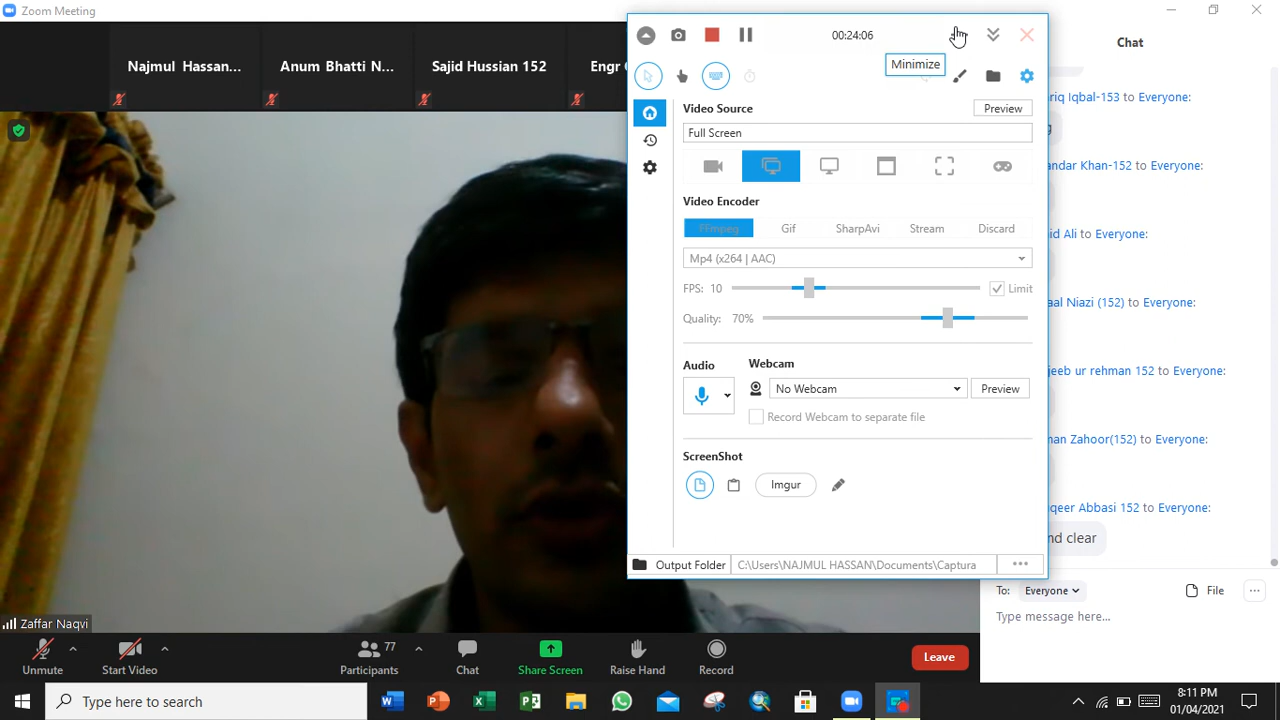 Zoom Meeting
Najmul Hassan...
Anum Bhatti N...
Sajid Hussian 152
Engr
00:24:06
Minimize
Video Source
Preview
Full Screen
Video Encoder
FFmpeg
Gif
SharpAvi
Stream
Discard
Mp4 (x264 | AAC)
FPS: 10
Limit
Quality: 70%
Audio
Webcam
No Webcam
Preview
Record Webcam to separate file
ScreenShot
Imgur
Output Folder
C:\Users\NAJMUL HASSAN\Documents\Captura
...
Chat
riq Iqbal-153 to Everyone:
g
andar Khan-152 to Everyone:
id Ali to Everyone:
aal Niazi (152) to Everyone:
jeeb ur rehman 152 to Everyone:
man Zahoor(152) to Everyone:
qeer Abbasi 152 to Everyone:
nd clear
To: Everyone
File
...
Type message here...
Zaffar Naqvi
Unmute
Start Video
Participants
77
Chat
Share Screen
Raise Hand
Record
Leave
Type here to search
8:11 PM
01/04/2021